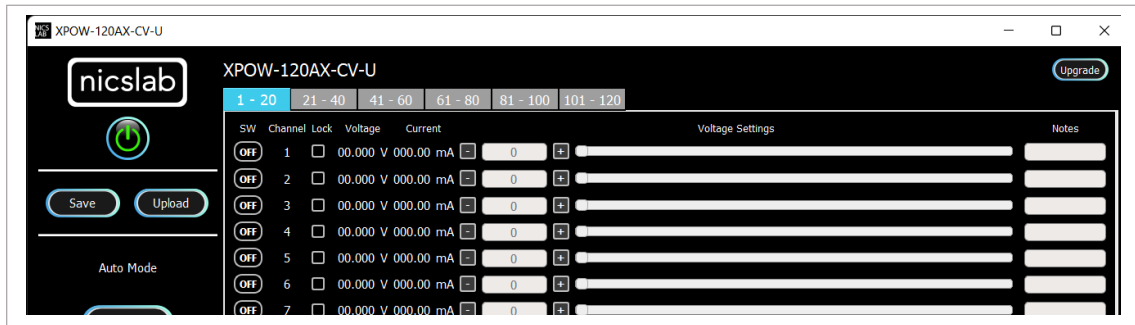 NICS LAB XPOW-120AX-CV-U
nicslab
XPOW-120AX-CV-U
Upgrade
1 - 20 21 - 40 41 - 60 61 - 80 81 - 100 101 - 120
SW Channel Lock Voltage Current Voltage Settings Notes
OFF 1 00.000 V 000.00 mA - 0 +
OFF 2 00.000 V 000.00 mA - 0 +
Save Upload
OFF 3 00.000 V 000.00 mA - 0 +
OFF 4 00.000 V 000.00 mA - 0 +
Auto Mode
OFF 5 00.000 V 000.00 mA - 0 +
OFF 6 00.000 V 000.00 mA - 0 +
OFF 7 00.000 V 000.00 mA - 0 +